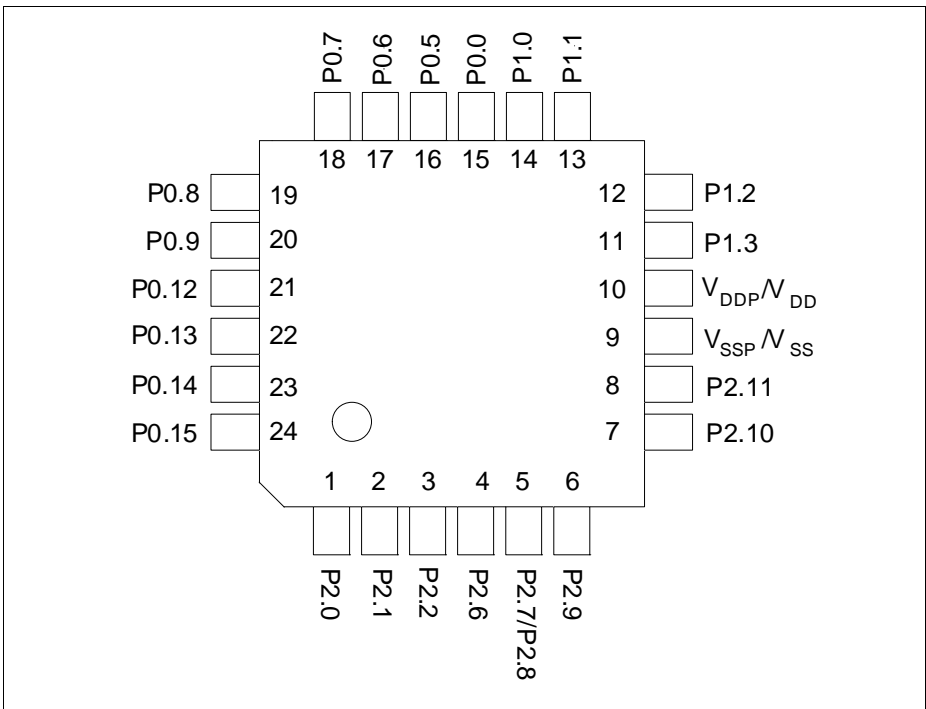 P0.7 P0.6 P0.5 P0.0 P1.0 P1.1
18 17 16 15 14 13
P0.8 19 12 P1.2
P0.9 20 11 P1.3
P0.12 21 10 VDDP/VDD
P0.13 22 9 VSSP/VSS
P0.14 23 8 P2.11
P0.15 24 7 P2.10
1 2 3 4 5 6
P2.0 P2.1 P2.2 P2.6 P2.7/P2.8 P2.9